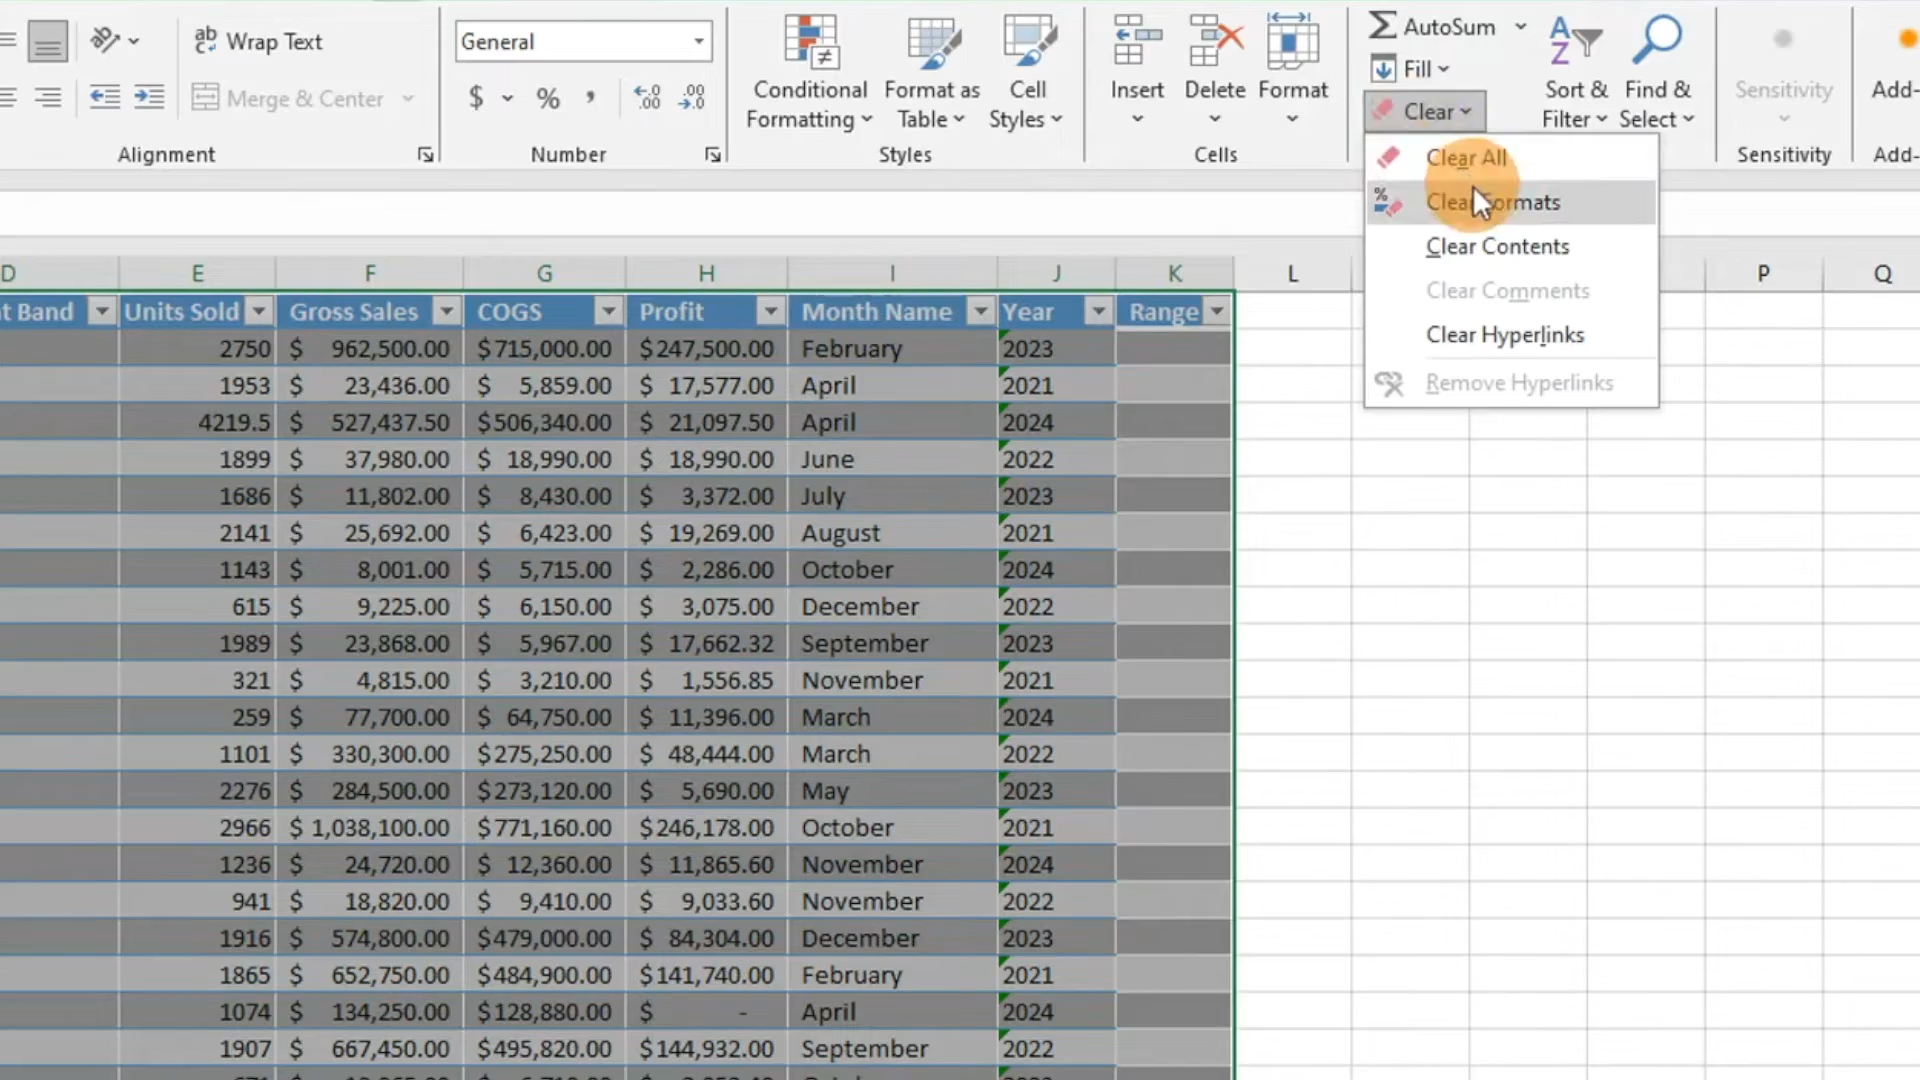 Wrap Text
Merge & Center
Alignment
General
$ % ,
Number
Conditional Formatting
Format as Table
Cell Styles
Styles
Insert
Delete
Format
Cells
AutoSum
Fill
Clear
Sort & Filter
Find & Select
Sensitivity
Sensitivity
Add-
Add-
Clear All
Clear Formats
Clear Contents
Clear Comments
Clear Hyperlinks
Remove Hyperlinks
D E F G H I J K L P Q
t Band Units Sold Gross Sales COGS Profit Month Name Year Range
2750 $ 962,500.00 $715,000.00 $247,500.00 February 2023
1953 $ 23,436.00 $ 5,859.00 $ 17,577.00 April 2021
4219.5 $ 527,437.50 $506,340.00 $ 21,097.50 April 2024
1899 $ 37,980.00 $ 18,990.00 $ 18,990.00 June 2022
1686 $ 11,802.00 $ 8,430.00 $ 3,372.00 July 2023
2141 $ 25,692.00 $ 6,423.00 $ 19,269.00 August 2021
1143 $ 8,001.00 $ 5,715.00 $ 2,286.00 October 2024
615 $ 9,225.00 $ 6,150.00 $ 3,075.00 December 2022
1989 $ 23,868.00 $ 5,967.00 $ 17,662.32 September 2023
321 $ 4,815.00 $ 3,210.00 $ 1,556.85 November 2021
259 $ 77,700.00 $ 64,750.00 $ 11,396.00 March 2024
1101 $ 330,300.00 $275,250.00 $ 48,444.00 March 2022
2276 $ 284,500.00 $273,120.00 $ 5,690.00 May 2023
2966 $ 1,038,100.00 $771,160.00 $246,178.00 October 2021
1236 $ 24,720.00 $ 12,360.00 $ 11,865.60 November 2024
941 $ 18,820.00 $ 9,410.00 $ 9,033.60 November 2022
1916 $ 574,800.00 $479,000.00 $ 84,304.00 December 2023
1865 $ 652,750.00 $484,900.00 $141,740.00 February 2021
1074 $ 134,250.00 $128,880.00 $ - April 2024
1907 $ 667,450.00 $495,820.00 $144,932.00 September 2022